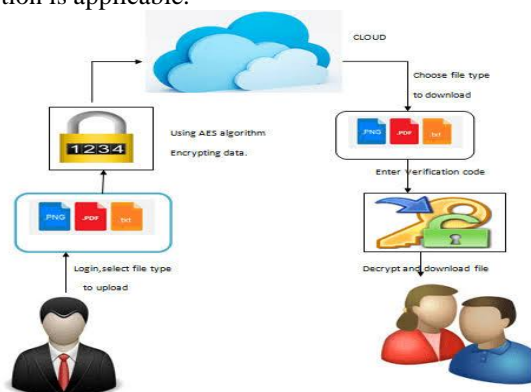 tion is applicable.
CLOUD
Choose file type
to download
.PNG .PDF .txt
Enter Verification code
Decrypt and download file
Using AES algorithm
Encrypting data.
1234
.PNG .PDF txt
Login,select file type
to upload